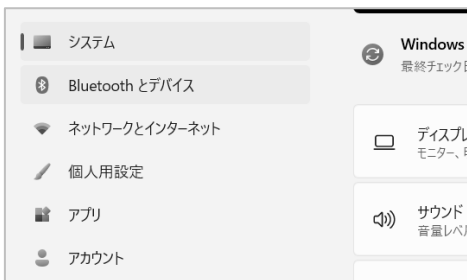 システム
Bluetooth とデバイス
ネットワークとインターネット
個人用設定
アプリ
アカウント
Windows
最終チェック
ディスプレ
モニター、
サウンド
音量レベ